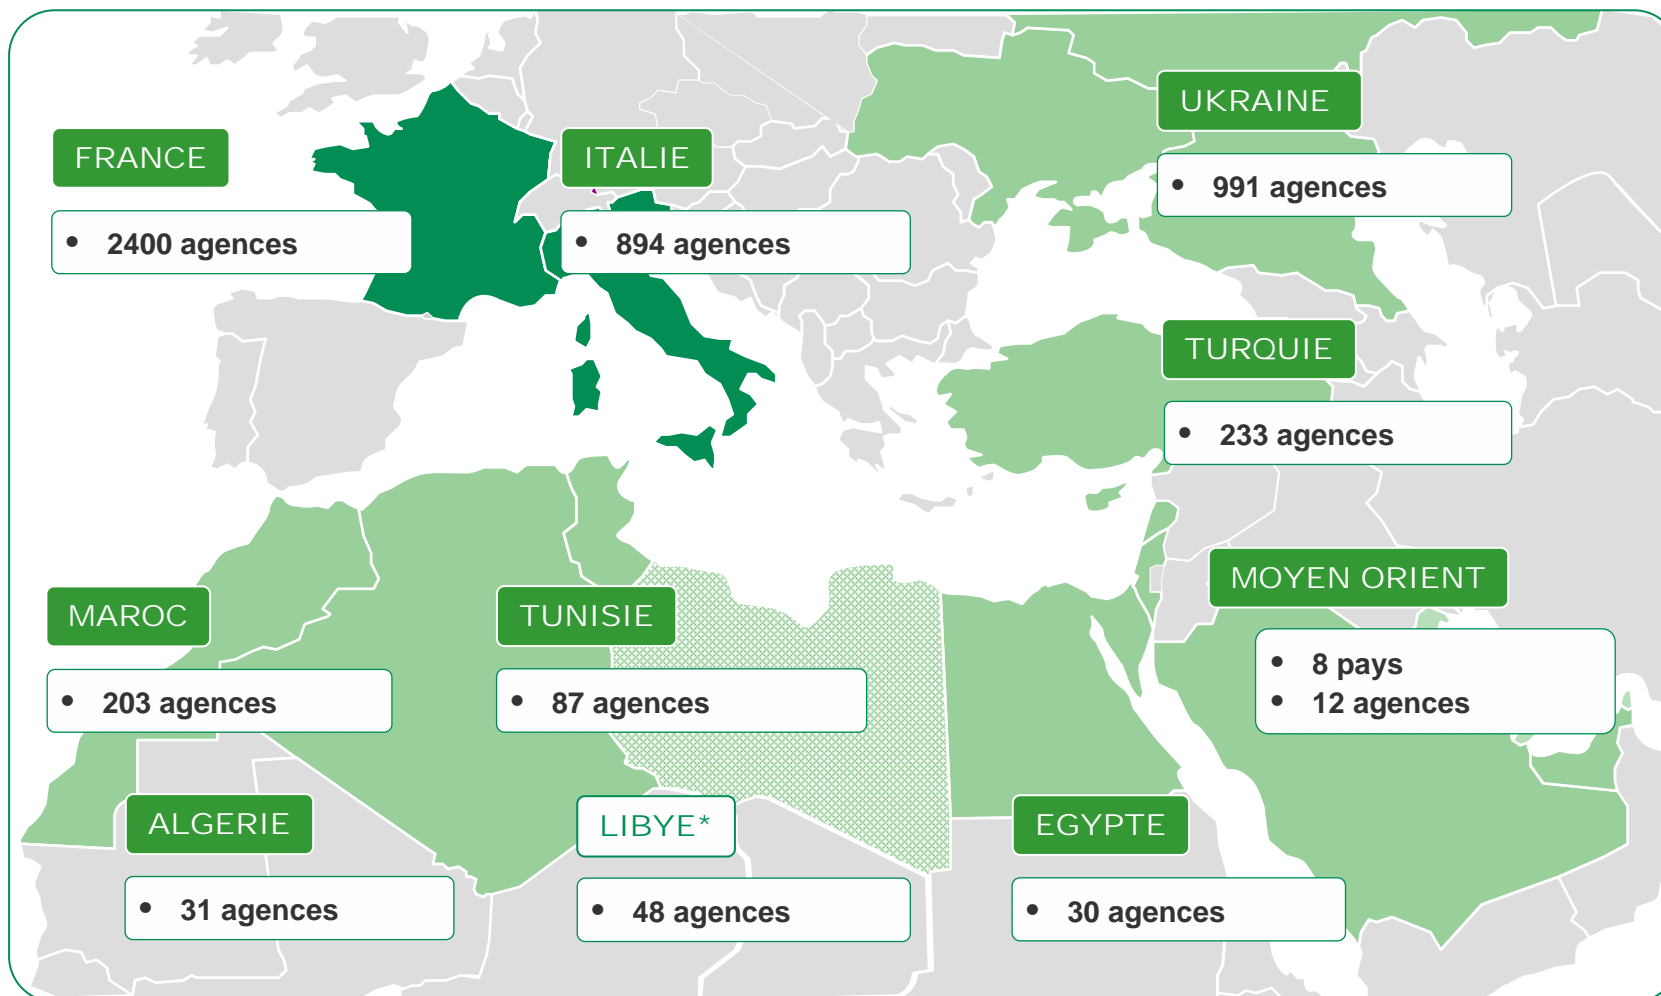 FRANCE
• 2400 agences
ITALIE
• 894 agences
UKRAINE
• 991 agences
TURQUIE
• 233 agences
MOYEN ORIENT
• 8 pays
• 12 agences
MAROC
• 203 agences
TUNISIE
• 87 agences
ALGERIE
• 31 agences
LIBYE*
• 48 agences
EGYPTE
• 30 agences